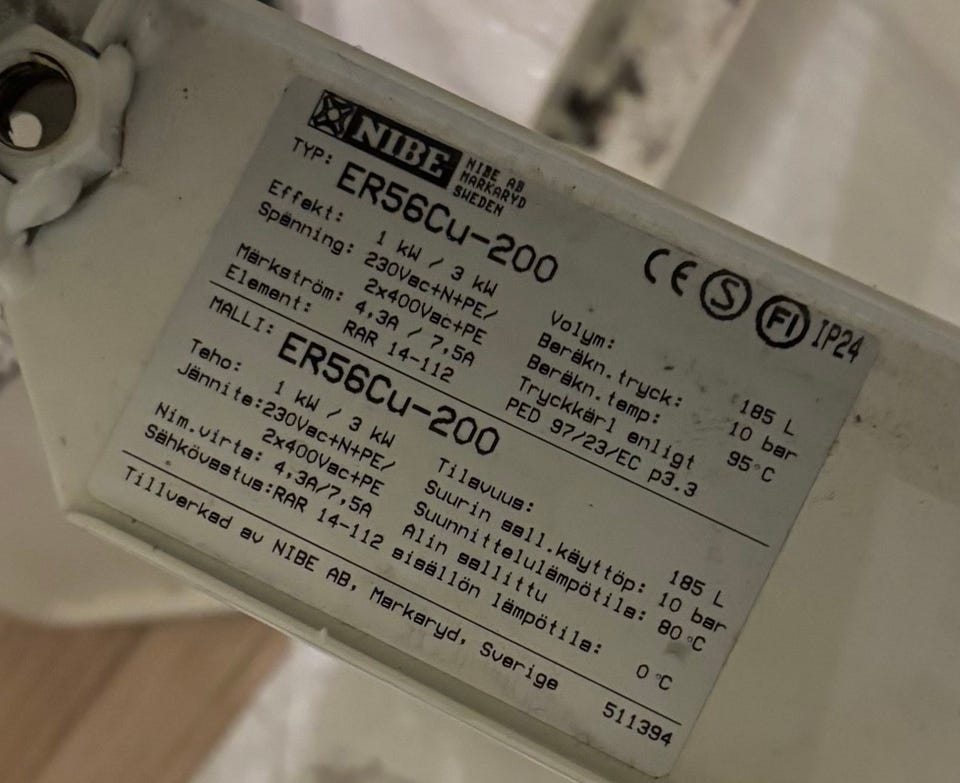 NIBE NIBE AB
MARKARYD
SWEDEN
TYP: ER56Cu-200
CE S FI IP24
Effekt: 1 kW / 3 kW
Spänning: 230Vac+N+PE/
2x400Vac+PE
Märkström: 4,3A / 7,5A
Element: RAR 14-112
Volym: 185 L
Beräkn.tryck: 10 bar
Beräkn.temp: 95°C
Tryckkärl enligt
PED 97/23/EC p3.3
MALLI: ER56Cu-200
Teho: 1 kW / 3 kW
Jännite:230Vac+N+PE/
2x400Vac+PE
Nim.virta: 4,3A/7,5A
Sähkövastus:RAR 14-112
Tilavuus: 185 L
Suurin sall.käyttöp: 10 bar
Suunnittelulämpötila: 80°C
Alin sallittu
sisällön lämpötila: 0°C
Tillverkad av NIBE AB, Markaryd, Sverige 511394